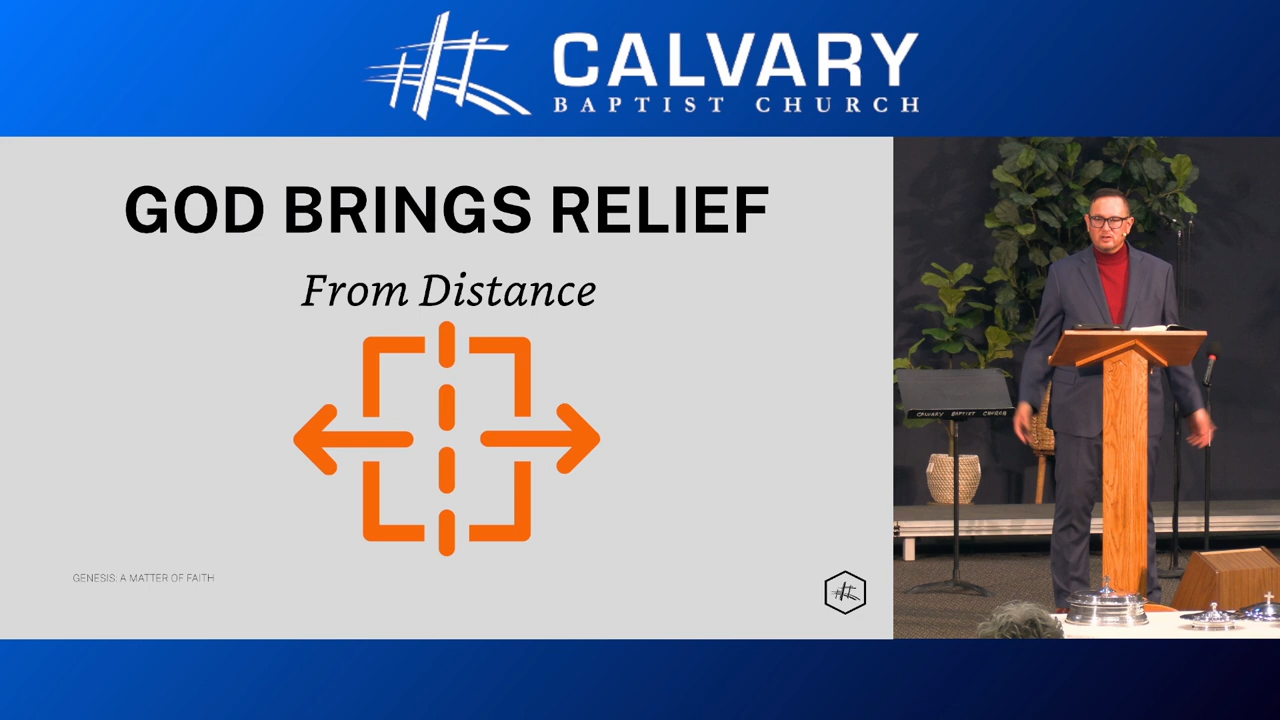 CALVARY
BAPTIST CHURCH
GOD BRINGS RELIEF
From Distance
GENESIS: A MATTER OF FAITH
CALVARY BAPTIST CHURCH